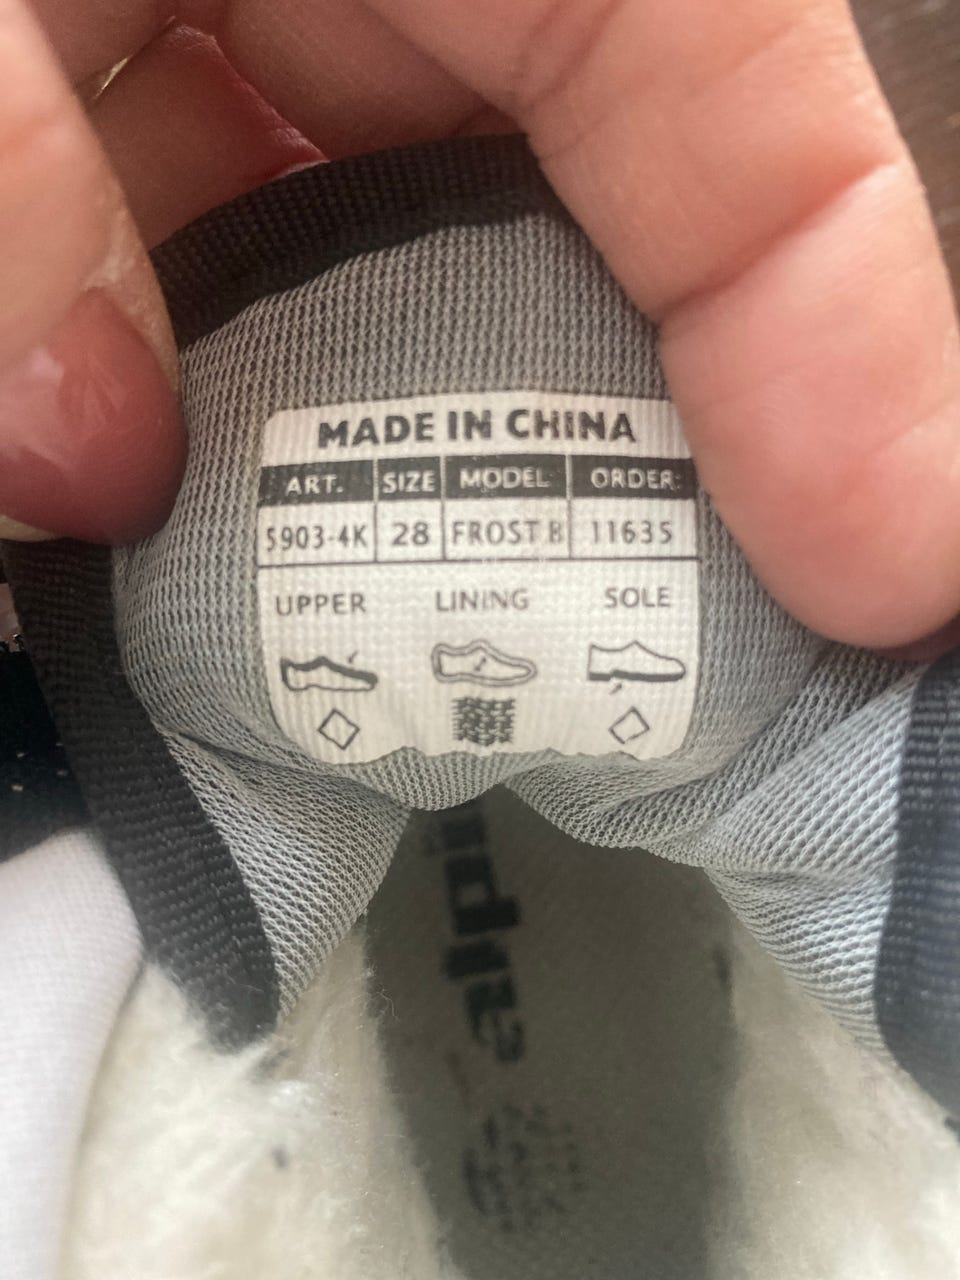 MADE IN CHINA
ART. SIZE MODEL ORDER:
5903-4K 28 FROST B 11635
UPPER LINING SOLE